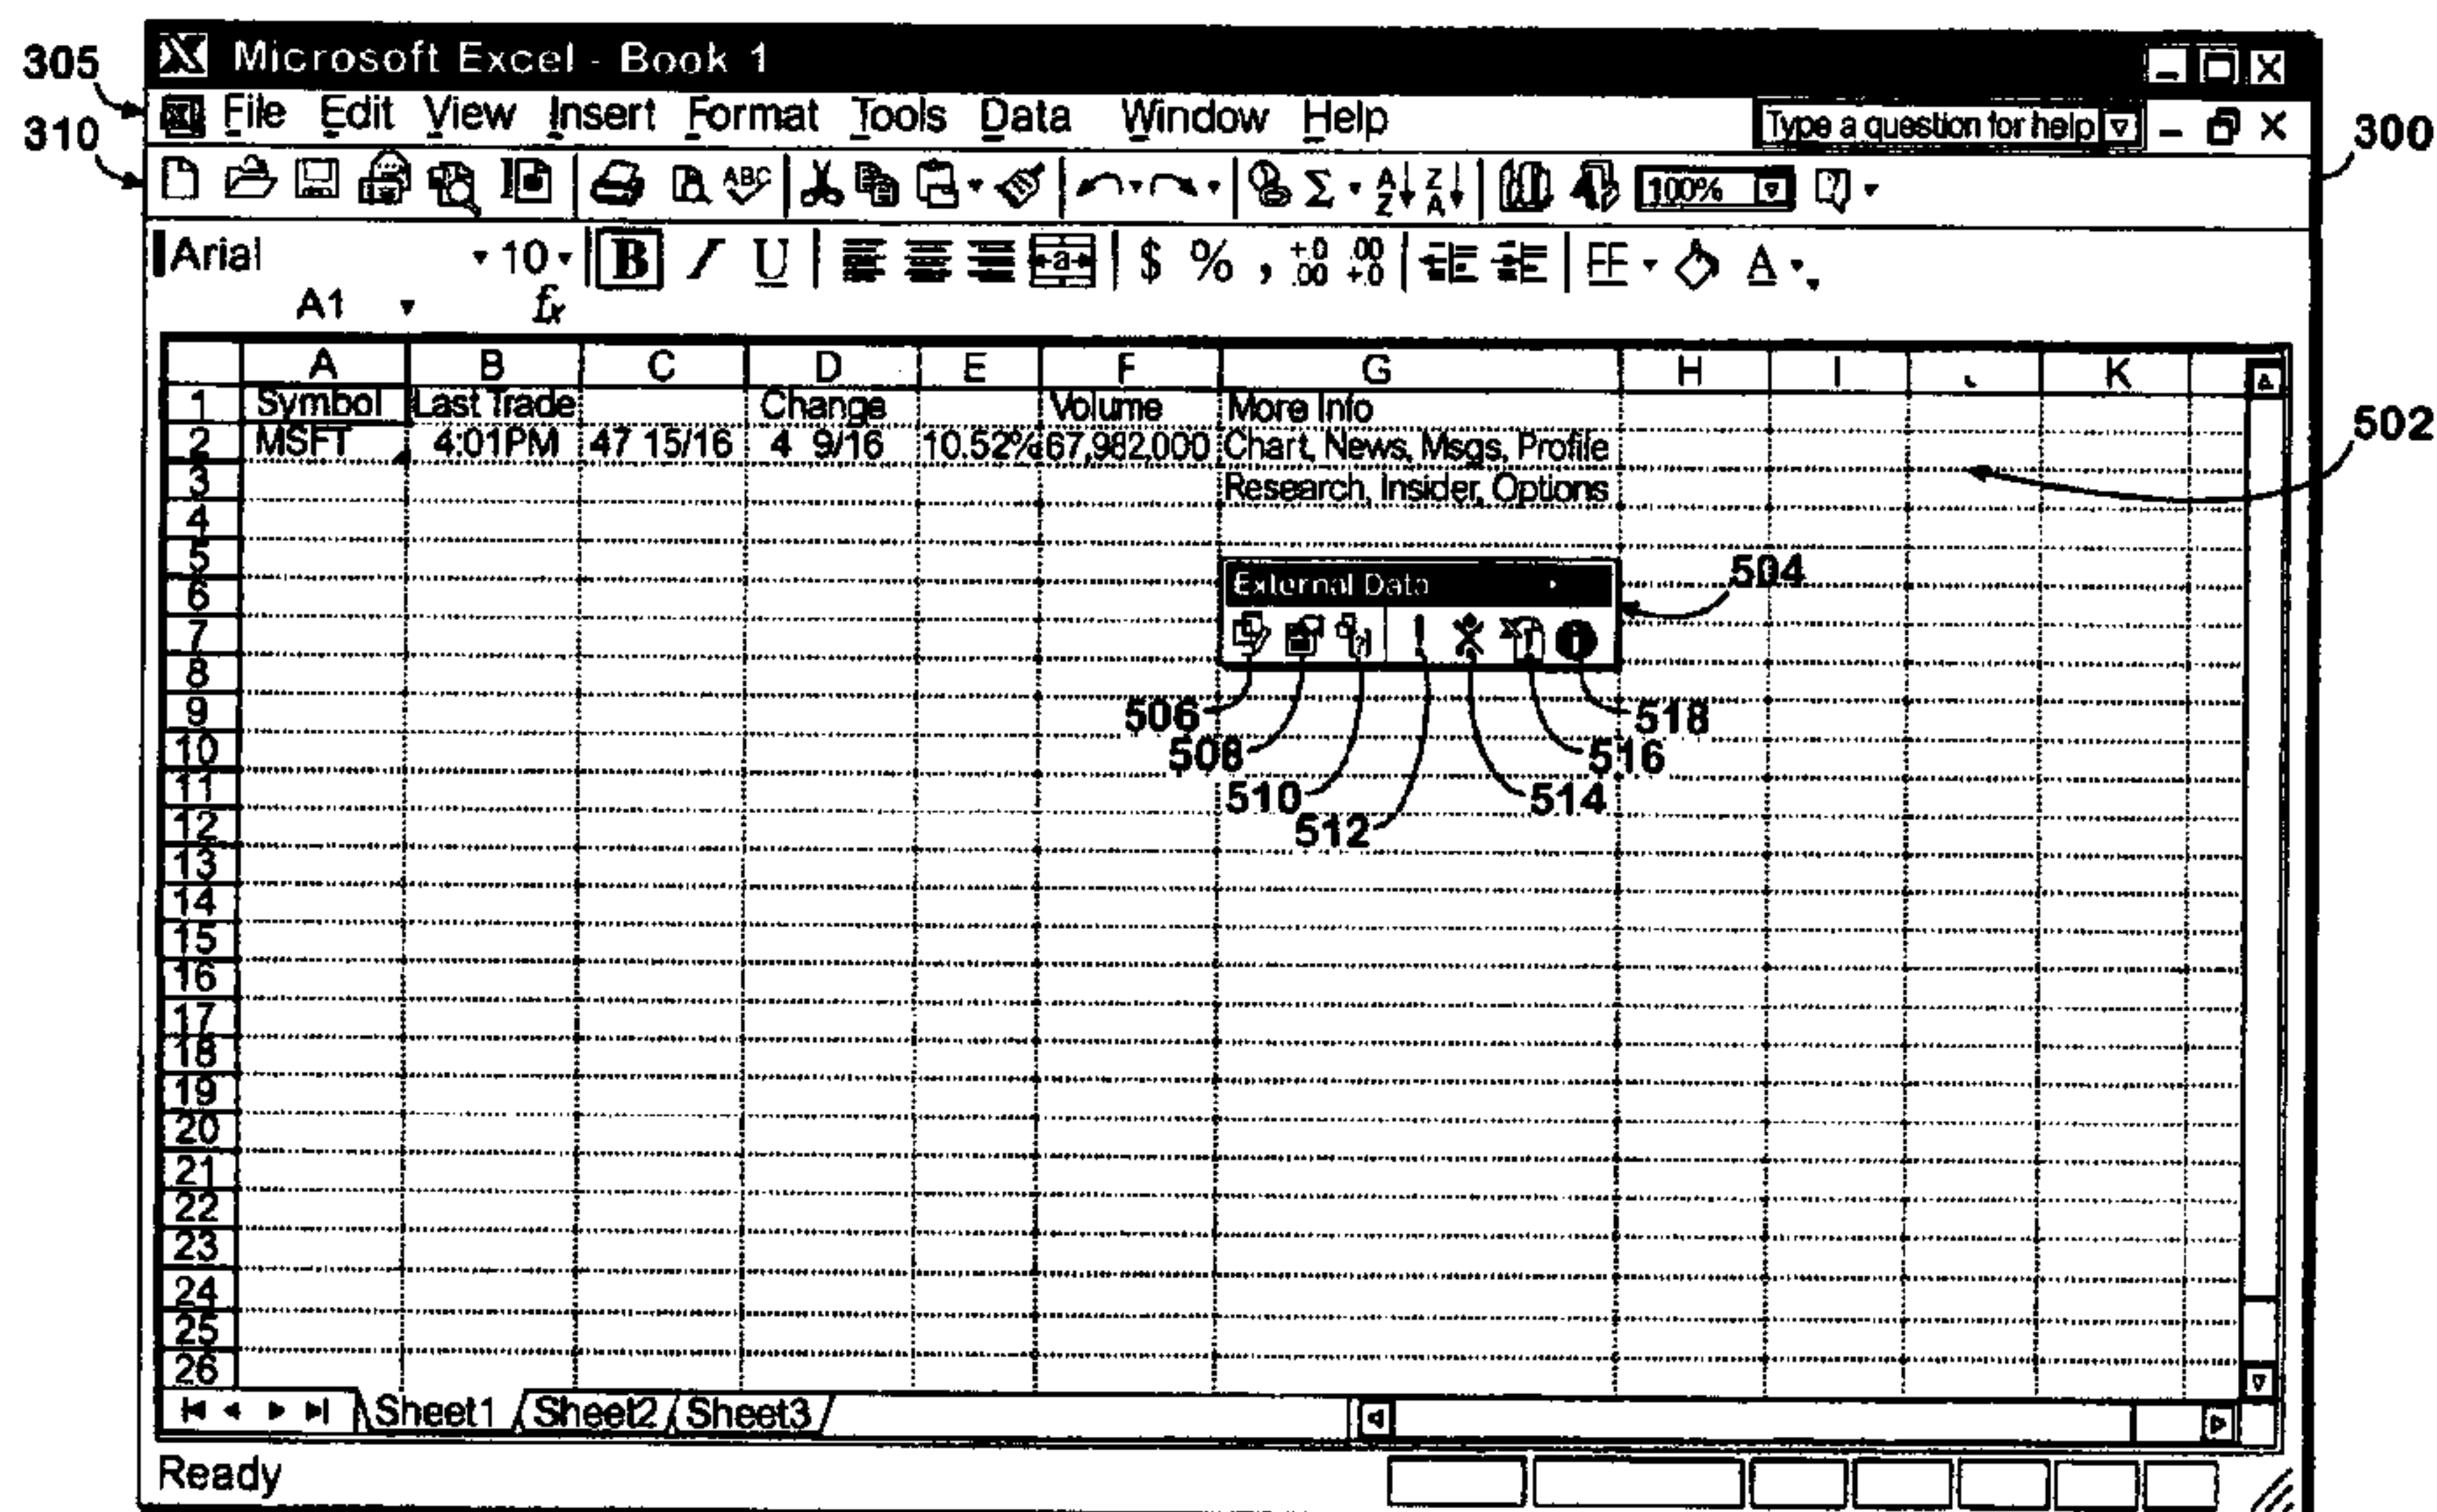 Microsoft Excel - Book 1
305
File Edit View Insert Format Tools Data Window Help Type a question for help
310
300
ABC 100%
Arial 10 B I U $ % ,
A1 fx
A B C D E F G H I K
1 Symbol Last Trade Change Volume More Info
2 MSFT 4:01PM 47 15/16 4 9/16 10.52% 67,982,000 Chart, News, Msgs, Profile
502
3 Research, Insider, Options
4
5
External Data
504
6
7
8
9
506
518
10
508
516
11
510
514
12
512
13
14
15
16
17
18
19
20
21
22
23
24
25
26
Sheet1 Sheet2 Sheet3
Ready